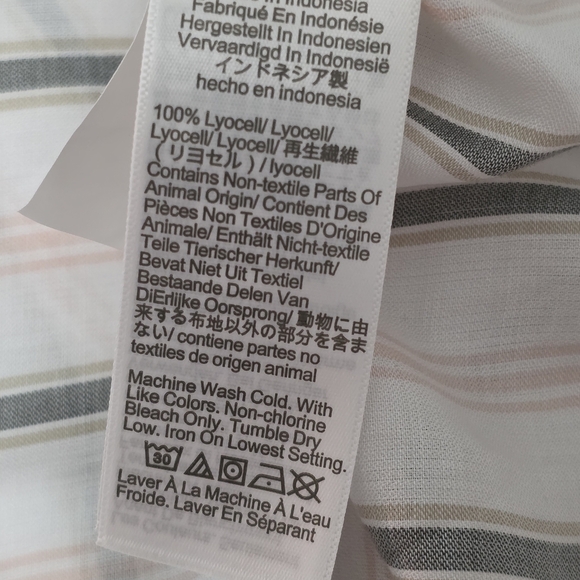 In Indonesia
Fabriqué En Indonésie
Hergestellt In Indonesien
Vervaardigd In Indonesië
インドネシア製
hecho en indonesia
100% Lyocell/ Lyocell/
Lyocell/ Lyocell/ 再生繊維
（リヨセル）/ lyocell
Contains Non-textile Parts Of
Animal Origin/ Contient Des
Pièces Non Textiles D'Origine
Animale/ Enthält Nicht-textile
Teile Tierischer Herkunft/
Bevat Niet Uit Textiel
Bestaande Delen Van
DiErlijke Oorsprong/ 動物に由
来する布地以外の部分を含ま
ない/ contiene partes no
textiles de origen animal
Machine Wash Cold. With
Like Colors. Non-chlorine
Bleach Only. Tumble Dry
Low. Iron On Lowest Setting.
30
Laver À La Machine À L'eau
Froide. Laver En Séparant